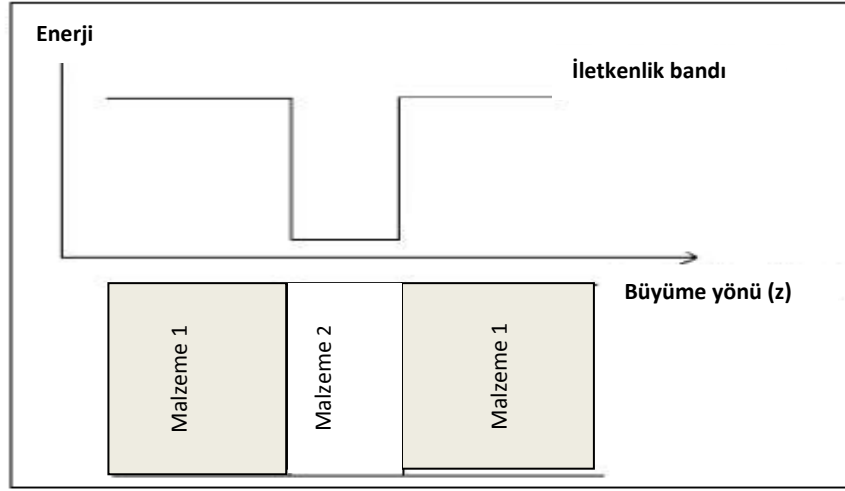 Enerji
İletkenlik bandı
Büyüme yönü (z)
Malzeme 1
Malzeme 2
Malzeme 1